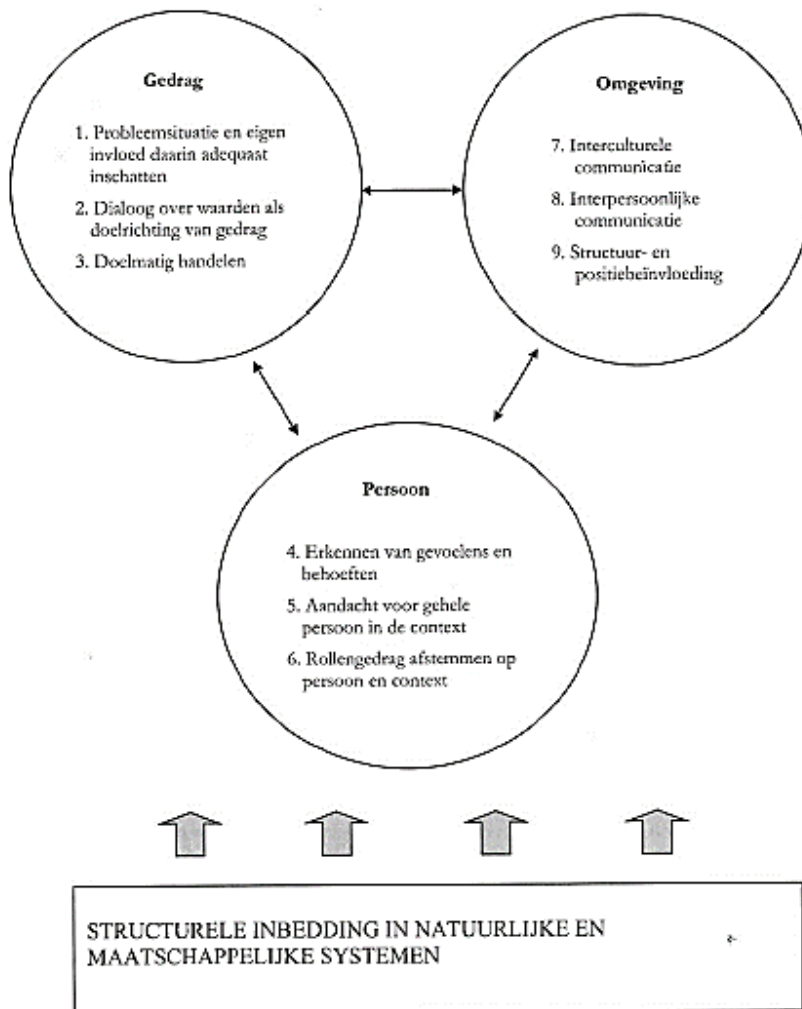 Gedrag
1. Probleemsituatie en eigen
invloed daarin adequaat
inschatten
2. Dialoog over waarden als
doelrichting van gedrag
3. Doelmatig handelen
Omgeving
7. Interculturele
communicatie
8. Interpersoonlijke
communicatie
9. Structuur- en
positiebeïnvloeding
Persoon
4. Erkennen van gevoelens en
behoeften
5. Aandacht voor gehele
persoon in de context
6. Rollengedrag afstemmen op
persoon en context
STRUCTURELE INBEDDING IN NATUURLIJKE EN
MAATSCHAPPELIJKE SYSTEMEN